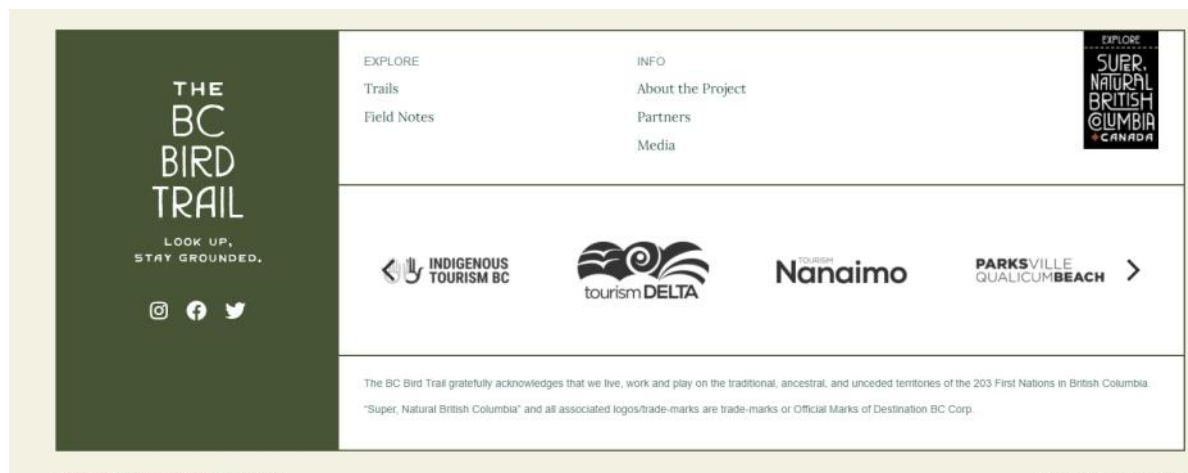 THE
BC
BIRD
TRAIL
LOOK UP,
STAY GROUNDED.
EXPLORE
Trails
Field Notes
INFO
About the Project
Partners
Media
EXPLORE
SUPER,
NATURAL
BRITISH
COLUMBIA
CANADA
INDIGENOUS
TOURISM BC
tourism DELTA
TOURISM
Nanaimo
PARKSVILLE
QUALICUMBEACH
The BC Bird Trail gratefully acknowledges that we live, work and play on the traditional, ancestral, and unceded territories of the 203 First Nations in British Columbia.
“Super, Natural British Columbia” and all associated logos/trade-marks are trade-marks or Official Marks of Destination BC Corp.